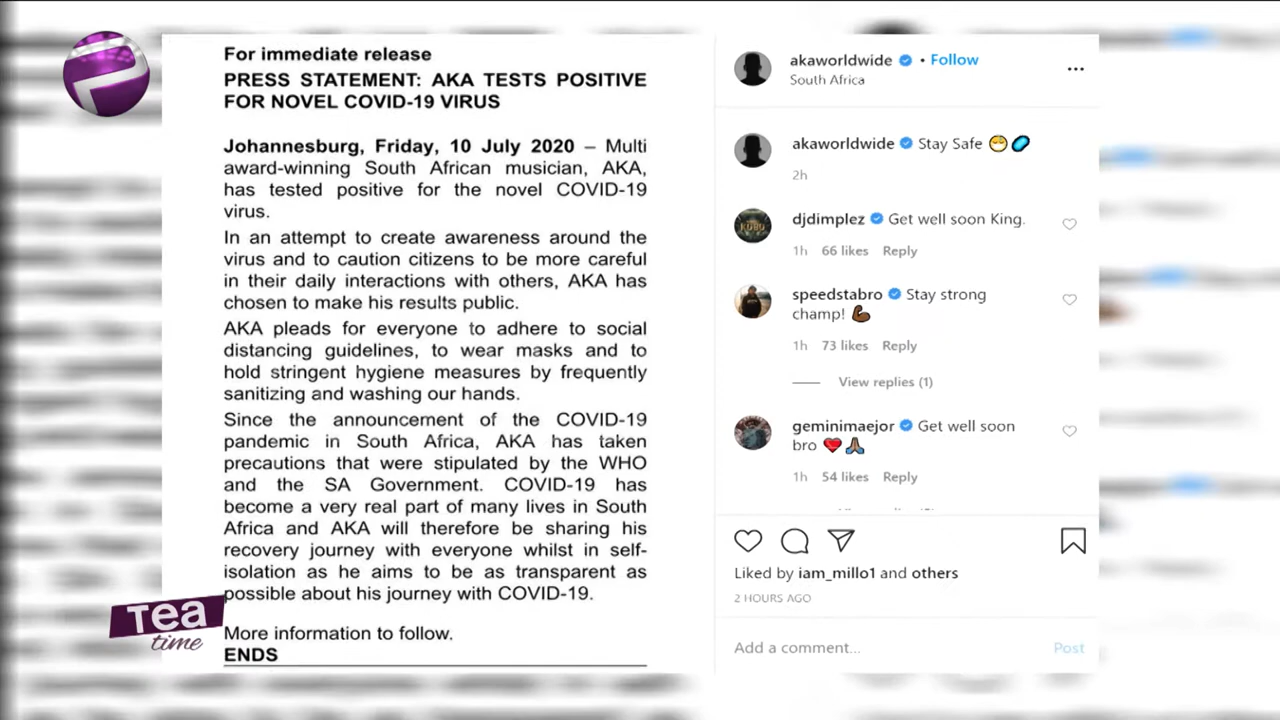 For immediate release
PRESS STATEMENT: AKA TESTS POSITIVE
FOR NOVEL COVID-19 VIRUS
Johannesburg, Friday, 10 July 2020 – Multi
award-winning South African musician, AKA,
has tested positive for the novel COVID-19
virus.
In an attempt to create awareness around the
virus and to caution citizens to be more careful
in their daily interactions with others, AKA has
chosen to make his results public.
AKA pleads for everyone to adhere to social
distancing guidelines, to wear masks and to
hold stringent hygiene measures by frequently
sanitizing and washing our hands.
Since the announcement of the COVID-19
pandemic in South Africa, AKA has taken
precautions that were stipulated by the WHO
and the SA Government. COVID-19 has
become a very real part of many lives in South
Africa and AKA will therefore be sharing his
recovery journey with everyone whilst in self-
isolation as he aims to be as transparent as
possible about his journey with COVID-19.
More information to follow.
ENDS
akaworldwide • Follow
South Africa
akaworldwide Stay Safe 😷🧼
2h
djdimplez Get well soon King.
1h 66 likes Reply
speedstabro Stay strong
champ! 💪🏾
1h 73 likes Reply
View replies (1)
geminimaejor Get well soon
bro ❤️🙏🏾
1h 54 likes Reply
Liked by iam_millo1 and others
2 HOURS AGO
Add a comment... Post
Tea
time